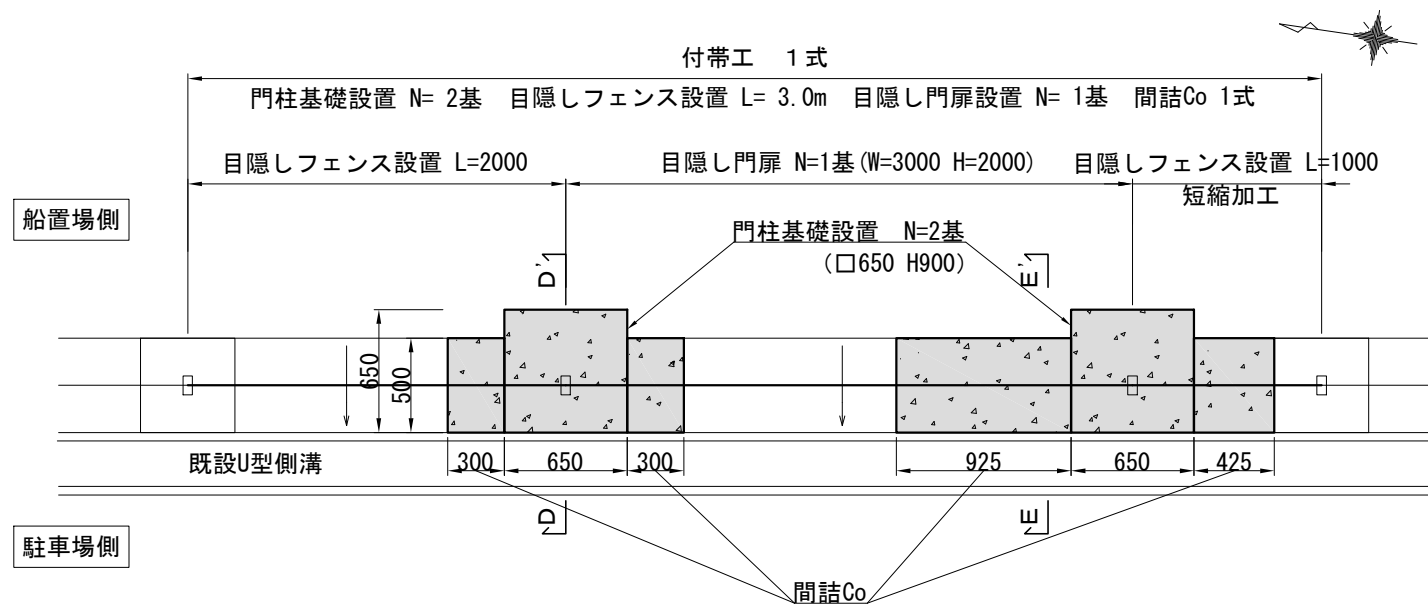 付帯工　１式
門柱基礎設置 N= 2基　目隠しフェンス設置 L= 3.0m　目隠し門扉設置 N= 1基　間詰Co 1式
目隠しフェンス設置 L=2000
目隠し門扉 N=1基(W=3000 H=2000)
目隠しフェンス設置 L=1000
短縮加工
船置場側
門柱基礎設置　N=2基
(□650 H900)
D'
E'
650
500
既設U型側溝
300
650
300
925
650
425
D
E
駐車場側
間詰Co